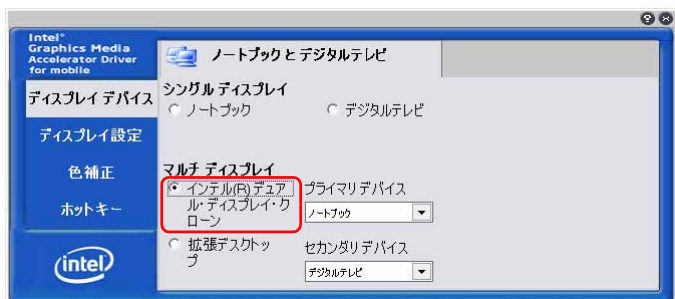 Intel®
Graphics Media
Accelerator Driver
for mobile
ノートブックとデジタルテレビ
ディスプレイ デバイス
シングル ディスプレイ
ノートブック
デジタルテレビ
ディスプレイ設定
色補正
マルチ ディスプレイ
インテル(R)デュア
ル・ディスプレイ・ク
ローン
プライマリ デバイス
ノートブック
ホットキー
拡張デスクトッ
プ
セカンダリ デバイス
デジタルテレビ
intel